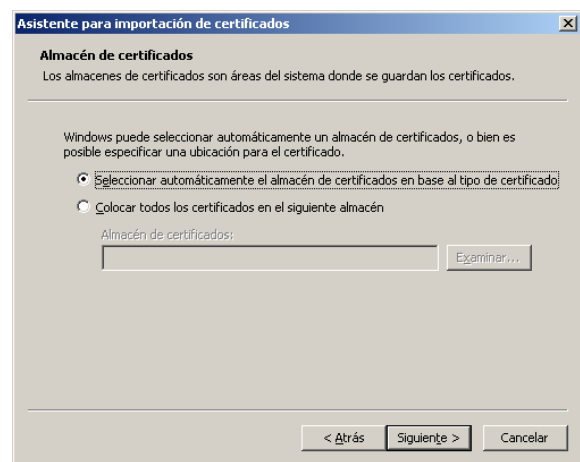 Asistente para importación de certificados
Almacén de certificados
Los almacenes de certificados son áreas del sistema donde se guardan los certificados.
Windows puede seleccionar automáticamente un almacén de certificados, o bien es
posible especificar una ubicación para el certificado.
Seleccionar automáticamente el almacén de certificados en base al tipo de certificado
Colocar todos los certificados en el siguiente almacén
Almacén de certificados:
Examinar...
< Atrás
Siguiente >
Cancelar